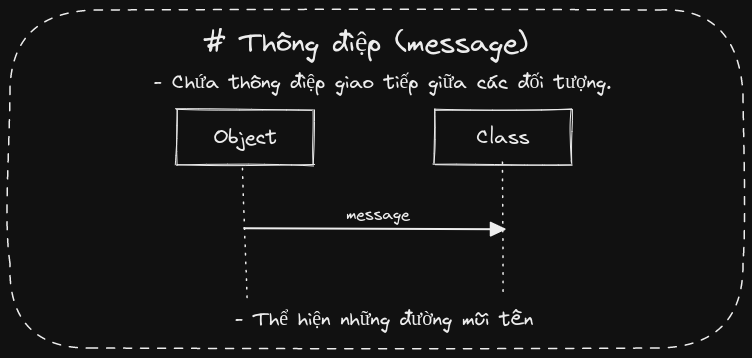 # Thông điệp (message)
- Chứa thông điệp giao tiếp giữa các đối tượng.
Object
Class
message
- Thể hiện những đường mũi tên